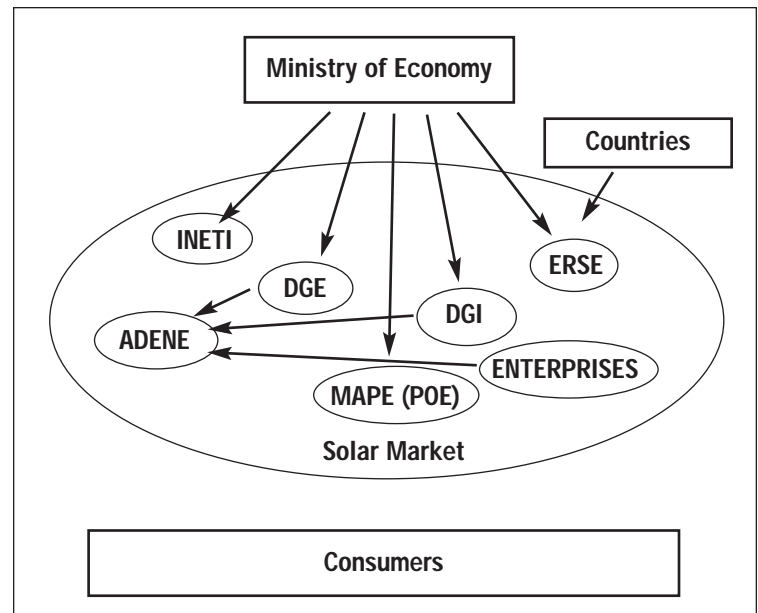 Ministry of Economy
Countries
INETI
ERSE
DGE
DGI
ADENE
ENTERPRISES
MAPE (POE)
Solar Market
Consumers